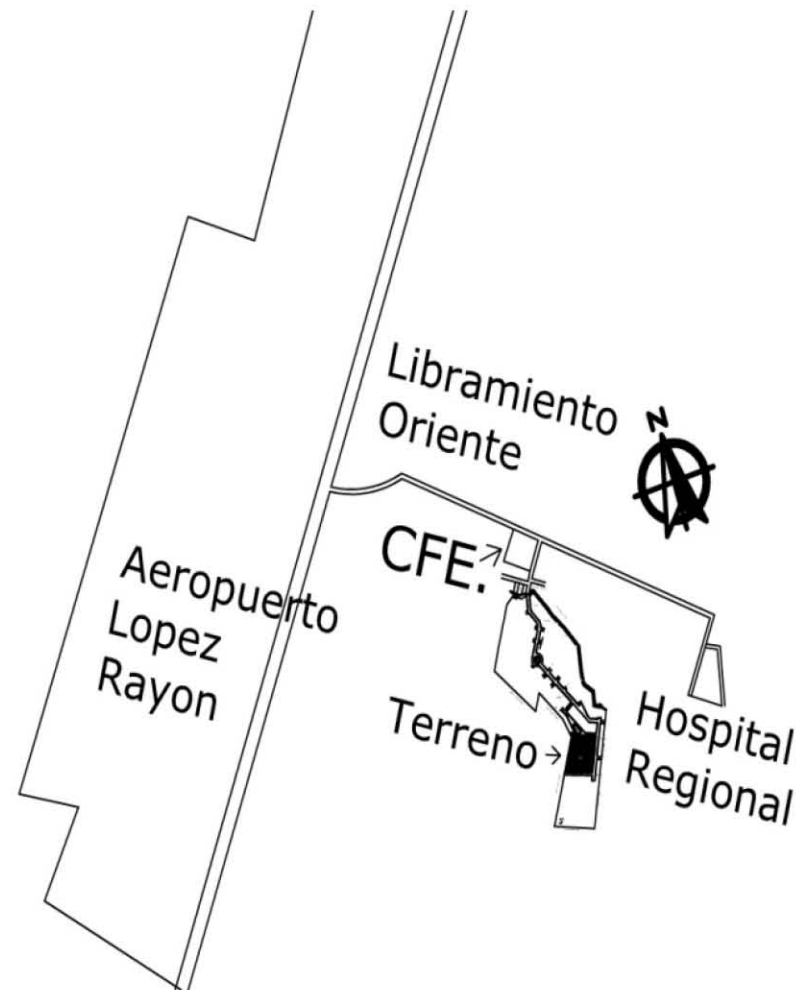 Libramiento
Oriente
N
CFE.
Aeropuerto
Lopez
Rayon
Terreno
Hospital
Regional